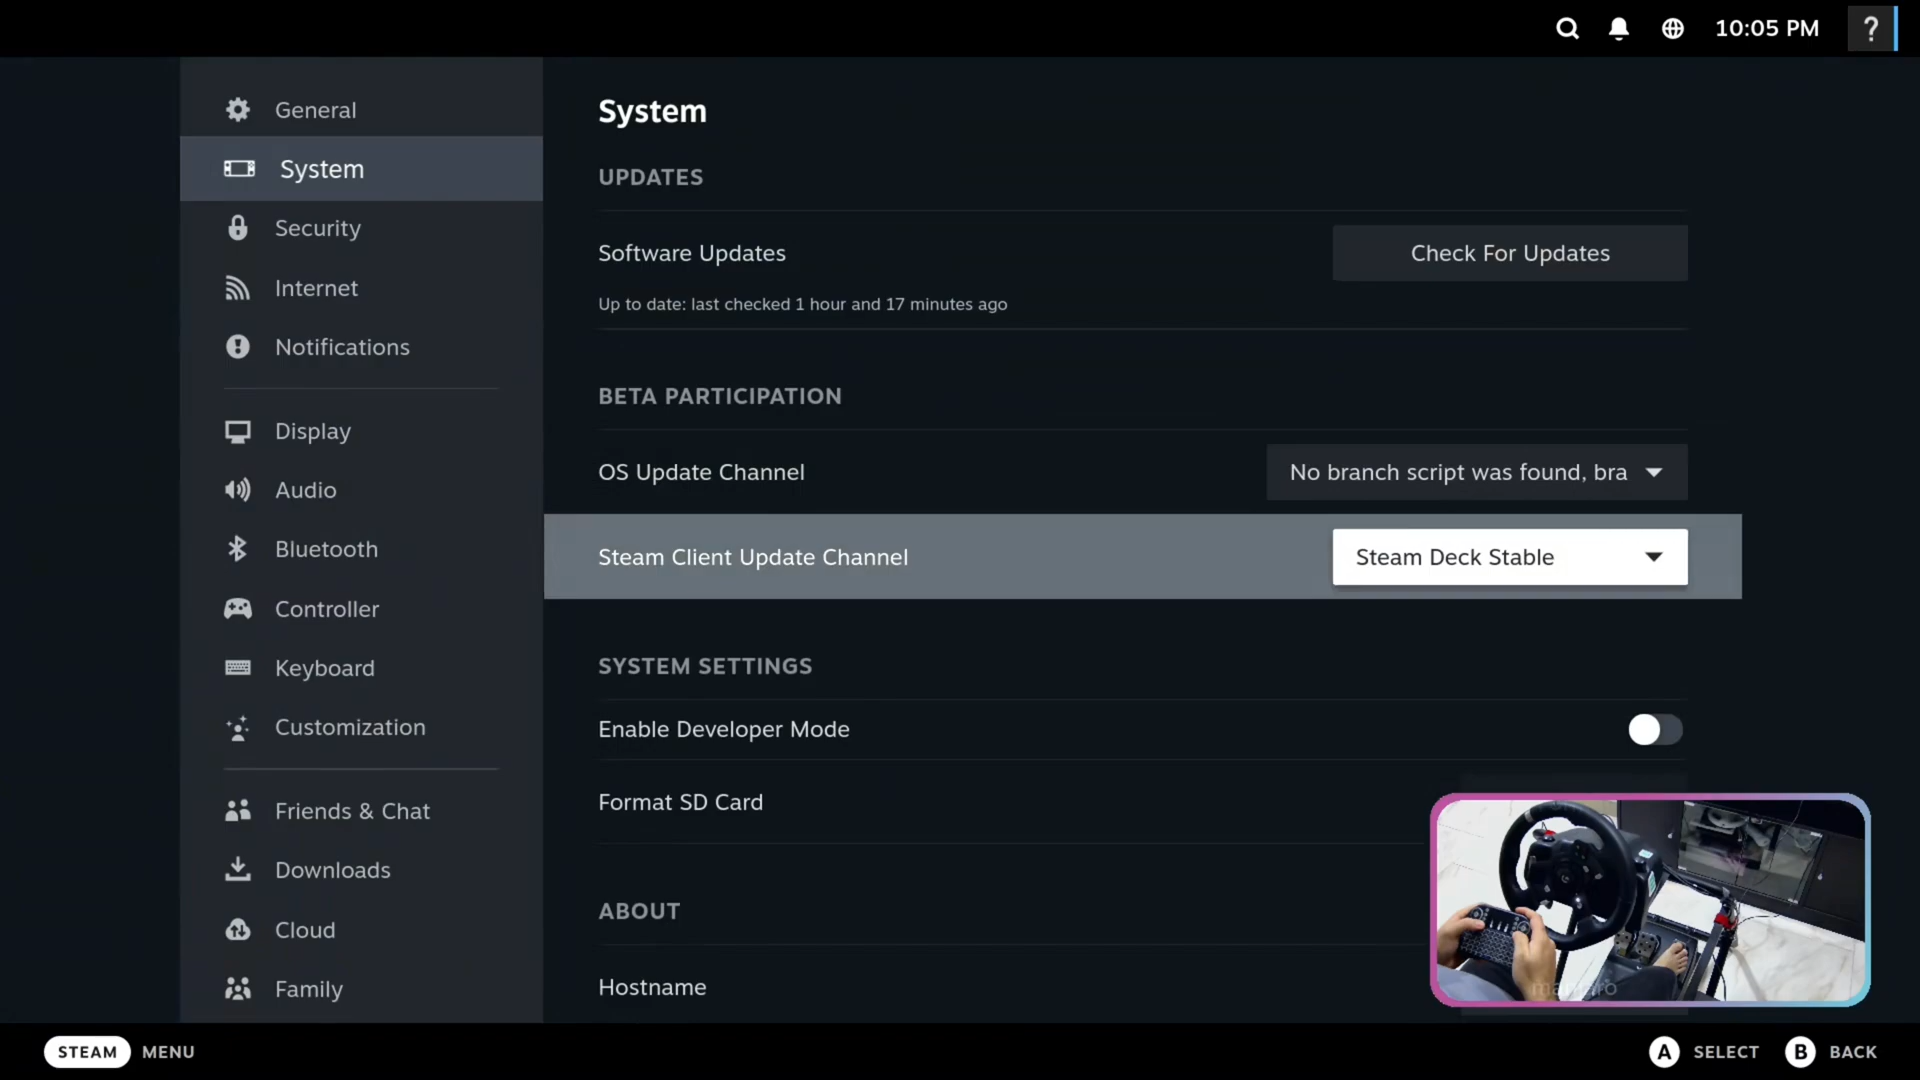 10:05 PM
?
General
System
Security
Internet
Notifications
Display
Audio
Bluetooth
Controller
Keyboard
Customization
Friends & Chat
Downloads
Cloud
Family
System
UPDATES
Software Updates
Check For Updates
Up to date: last checked 1 hour and 17 minutes ago
BETA PARTICIPATION
OS Update Channel
No branch script was found, bra
Steam Client Update Channel
Steam Deck Stable
SYSTEM SETTINGS
Enable Developer Mode
Format SD Card
ABOUT
Hostname
STEAM MENU
A SELECT B BACK